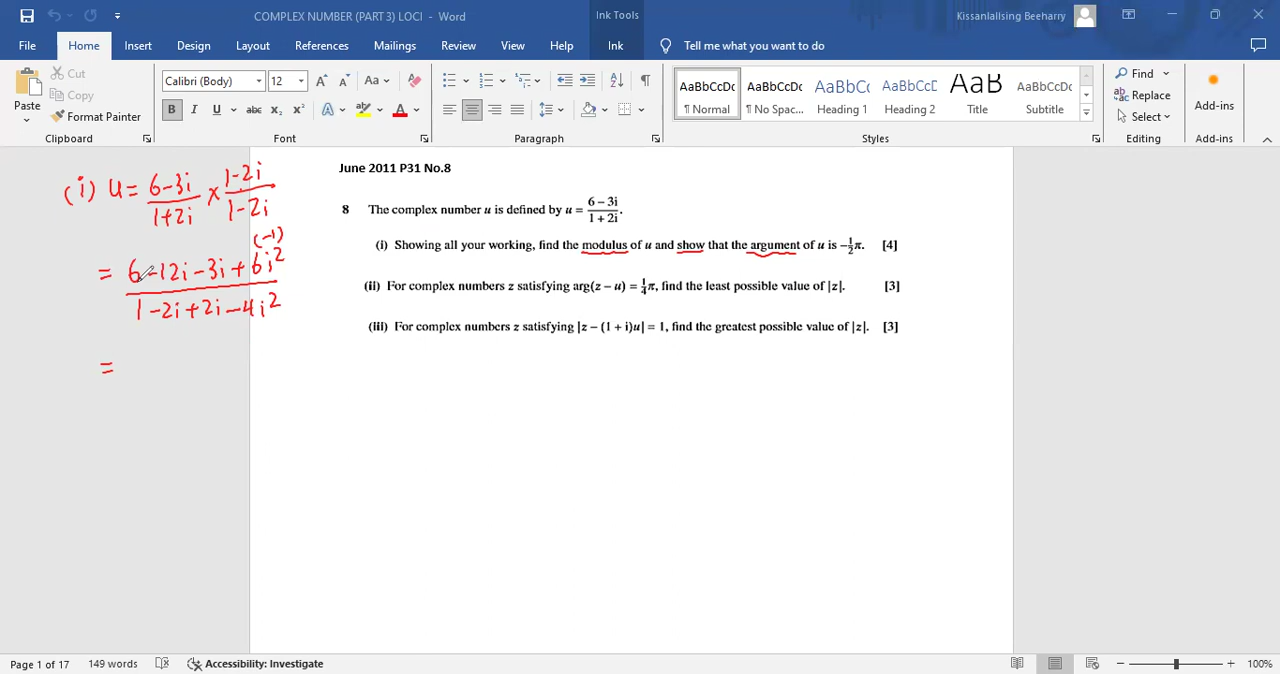 COMPLEX NUMBER (PART 3) LOCI - Word
Ink Tools
Kissanlallsing Beeharry
File Home Insert Design Layout References Mailings Review View Help Ink Tell me what you want to do
Paste
Cut
Copy
Format Painter
Clipboard
Calibri (Body) 12 A A Aa
B I U abc x₂ x² A A
Font
Paragraph
AaBbCcDc AaBbCcDc AaBbCc AaBbCcC AaB AaBbCcDc
¶ Normal ¶ No Spac... Heading 1 Heading 2 Title Subtitle
Styles
Find
Replace
Select
Editing
Add-ins
Add-ins
June 2011 P31 No.8
8 The complex number u is defined by u = (6 − 3i)/(1 + 2i).
(i) Showing all your working, find the modulus of u and show that the argument of u is −½π. [4]
(ii) For complex numbers z satisfying arg(z − u) = ¼π, find the least possible value of |z|. [3]
(iii) For complex numbers z satisfying |z − (1 + i)u| = 1, find the greatest possible value of |z|. [3]
(i) u = (6−3i)/(1+2i) × (1−2i)/(1−2i)
(−1)
= (6−12i−3i+6i²)/(1−2i+2i−4i²)
=
Page 1 of 17 149 words Accessibility: Investigate 100%